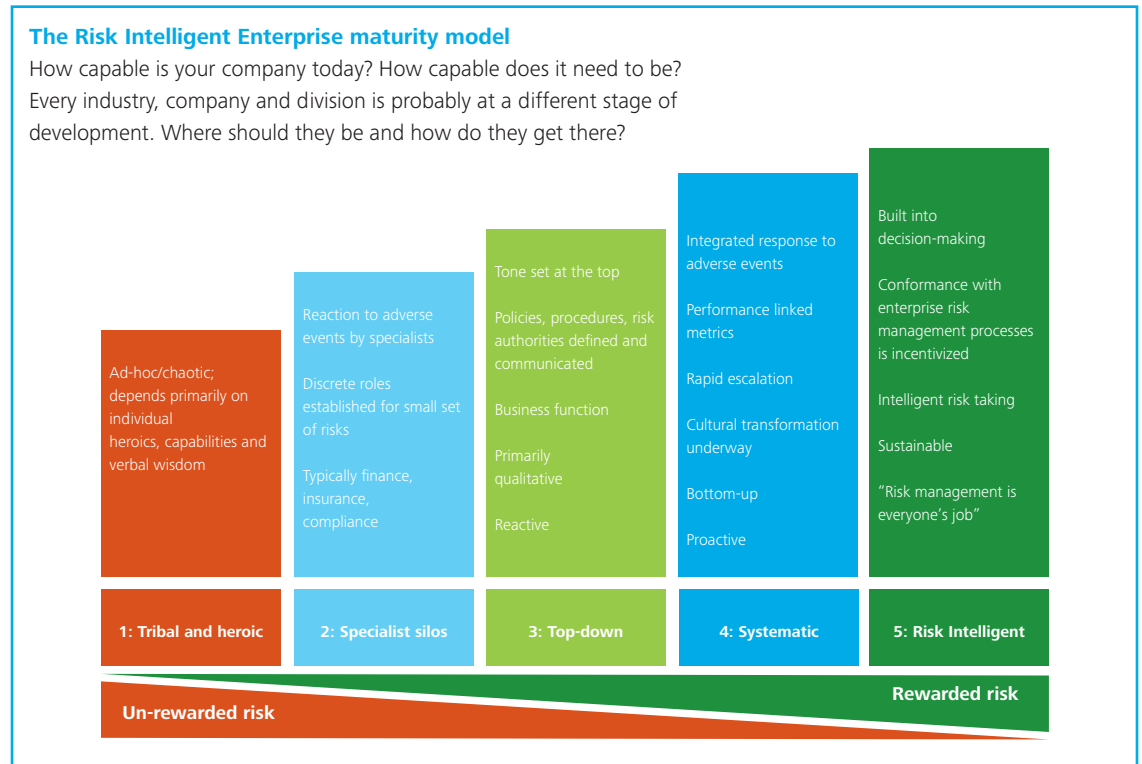 The Risk Intelligent Enterprise maturity model
How capable is your company today? How capable does it need to be?
Every industry, company and division is probably at a different stage of
development. Where should they be and how do they get there?
Ad-hoc/chaotic;
depends primarily on
individual
heroics, capabilities and
verbal wisdom
Reaction to adverse
events by specialists
Discrete roles
established for small set
of risks
Typically finance,
insurance,
compliance
Tone set at the top
Policies, procedures, risk
authorities defined and
communicated
Business function
Primarily
qualitative
Reactive
Integrated response to
adverse events
Performance linked
metrics
Rapid escalation
Cultural transformation
underway
Bottom-up
Proactive
Built into
decision-making
Conformance with
enterprise risk
management processes
is incentivized
Intelligent risk taking
Sustainable
“Risk management is
everyone’s job”
1: Tribal and heroic
2: Specialist silos
3: Top-down
4: Systematic
5: Risk Intelligent
Un-rewarded risk
Rewarded risk